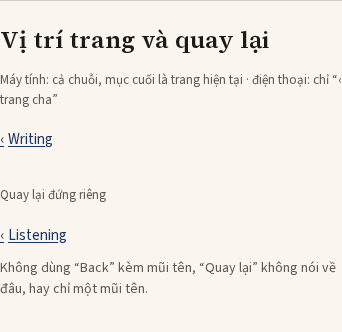 Vị trí trang và quay lại
Máy tính: cả chuỗi, mục cuối là trang hiện tại · điện thoại: chỉ “‹
trang cha”
‹ Writing
Quay lại đứng riêng
‹ Listening
Không dùng “Back” kèm mũi tên, “Quay lại” không nói về
đâu, hay chỉ một mũi tên.